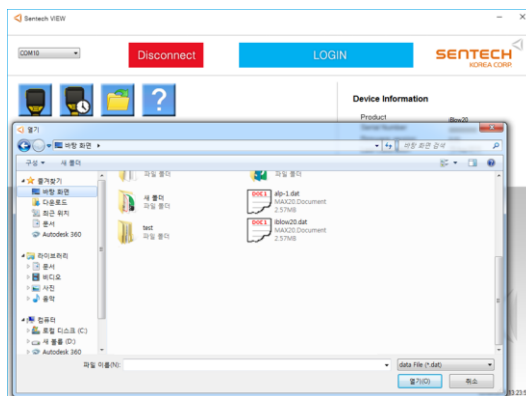 Sentech VIEW
COM10
Disconnect
LOGIN
SENTECH
KOREA CORP.
Device Information
Product
iBlow20
열기
바탕 화면
바탕 화면 검색
구성
새 폴더
즐겨찾기
바탕 화면
다운로드
최근 위치
문서
Autodesk 360
라이브러리
문서
비디오
사진
음악
컴퓨터
로컬 디스크 (C:)
새 볼륨 (D:)
Autodesk 360
파일 폴더
파일 폴더
새 폴더
파일 폴더
alp-1.dat
MAX20.Document
2.57MB
test
파일 폴더
iblow20.dat
MAX20.Document
2.57MB
파일 이름(N):
data File (*.dat)
열기(O)
취소